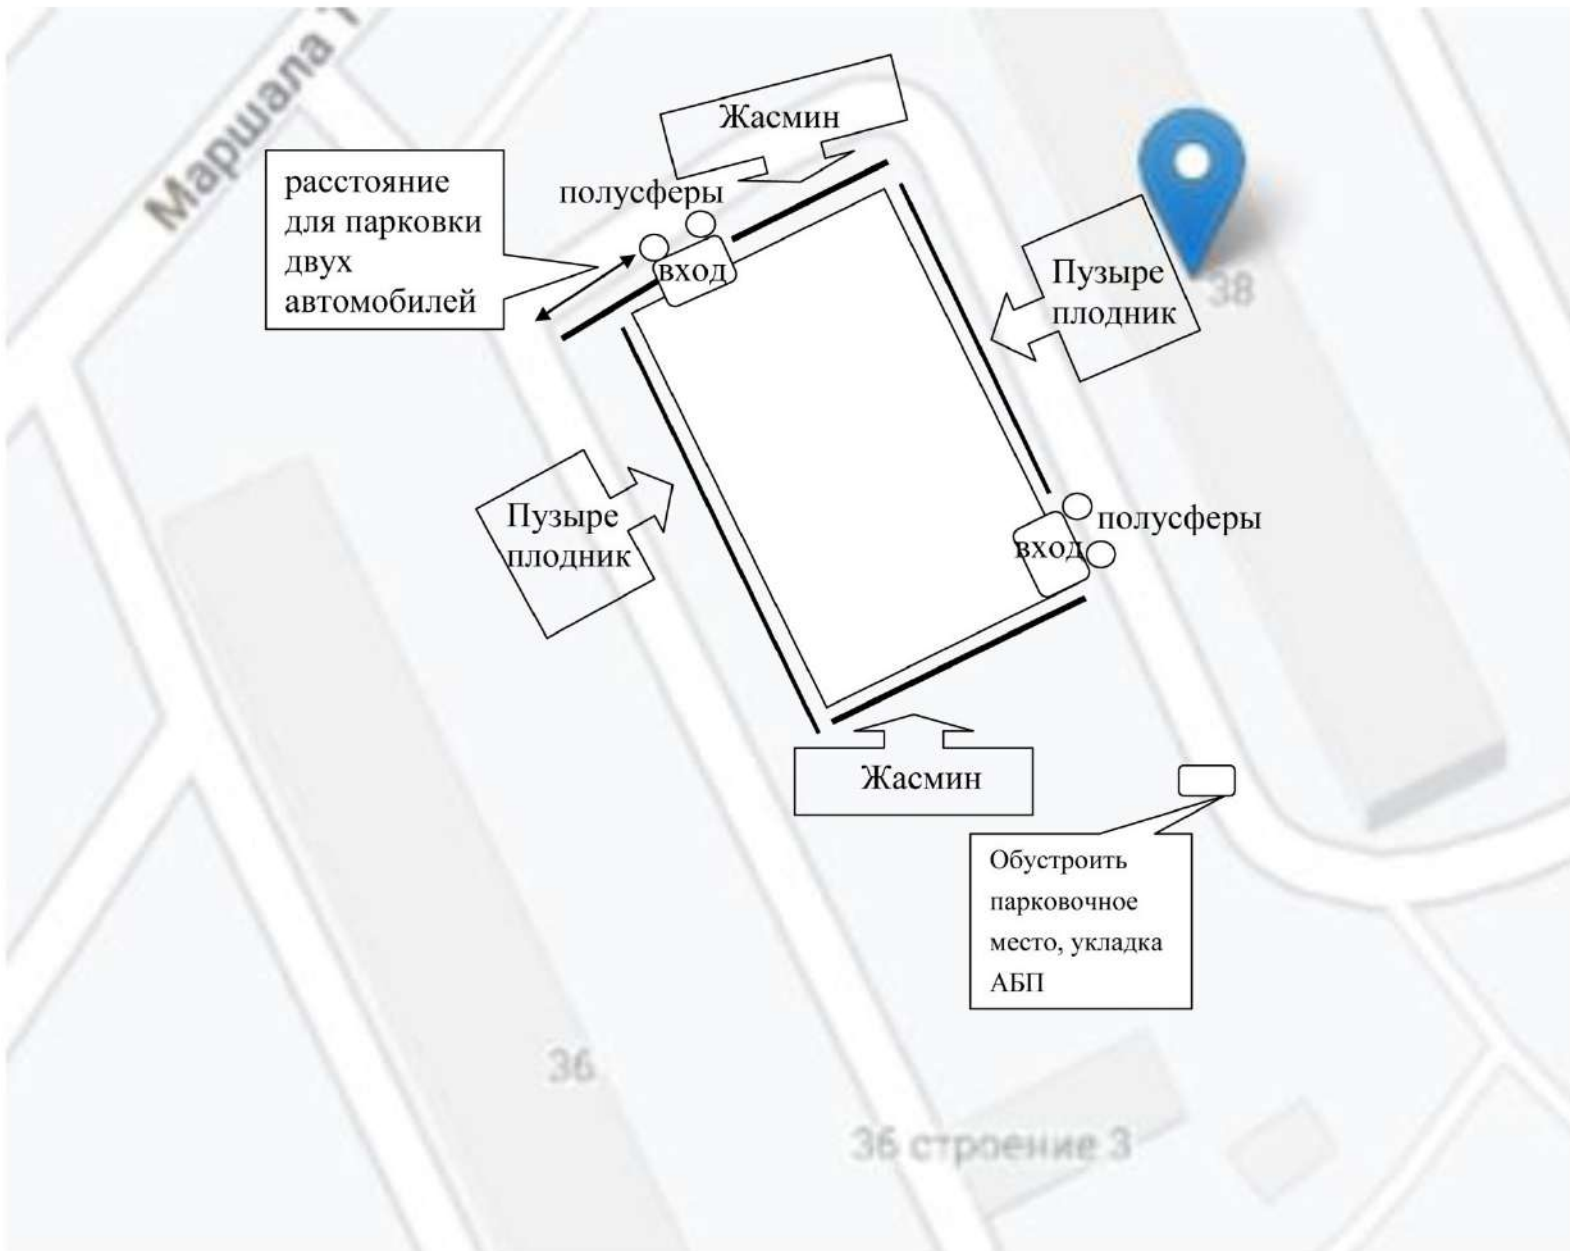 Маршала Т
Жасмин
расстояние
для парковки
двух
автомобилей
полусферы
вход
Пузыре
плодник
38
Пузыре
плодник
полусферы
вход
Жасмин
Обустроить
парковочное
место, укладка
АБП
36
36 строение 3